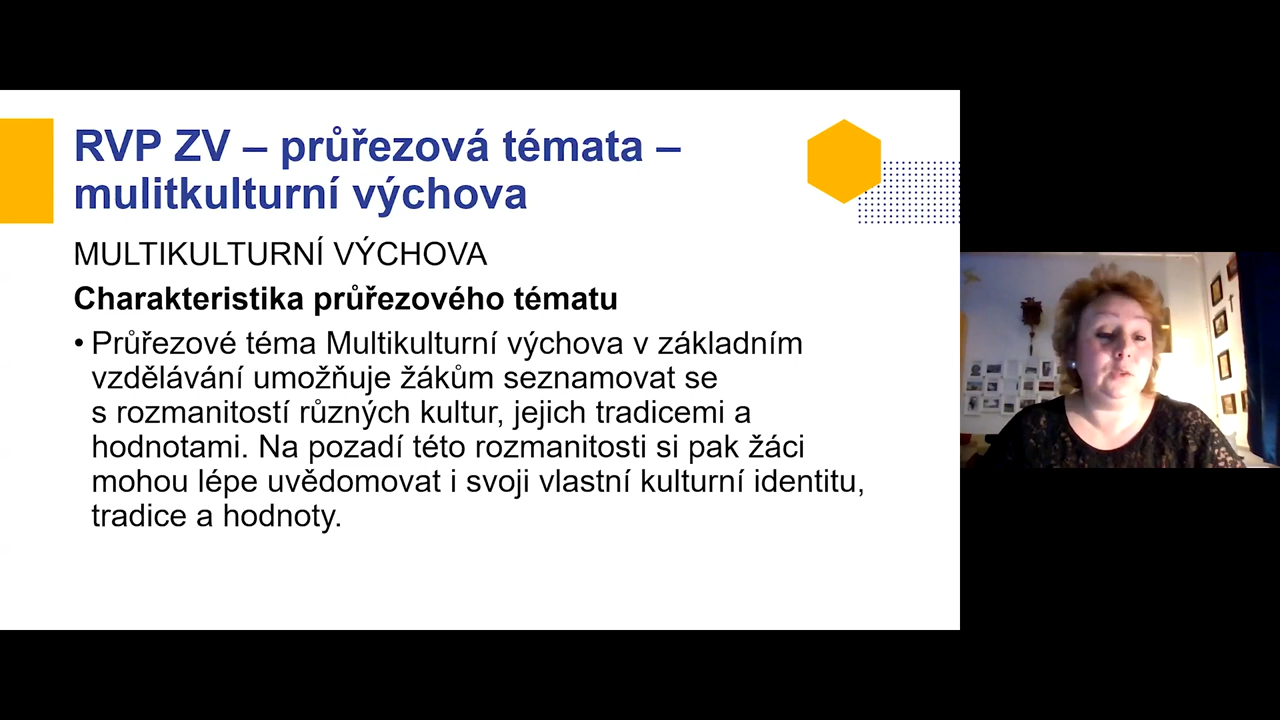 RVP ZV – průřezová témata –
mulitkulturní výchova
MULTIKULTURNÍ VÝCHOVA
Charakteristika průřezového tématu
• Průřezové téma Multikulturní výchova v základním
vzdělávání umožňuje žákům seznamovat se
s rozmanitostí různých kultur, jejich tradicemi a
hodnotami. Na pozadí této rozmanitosti si pak žáci
mohou lépe uvědomovat i svoji vlastní kulturní identitu,
tradice a hodnoty.